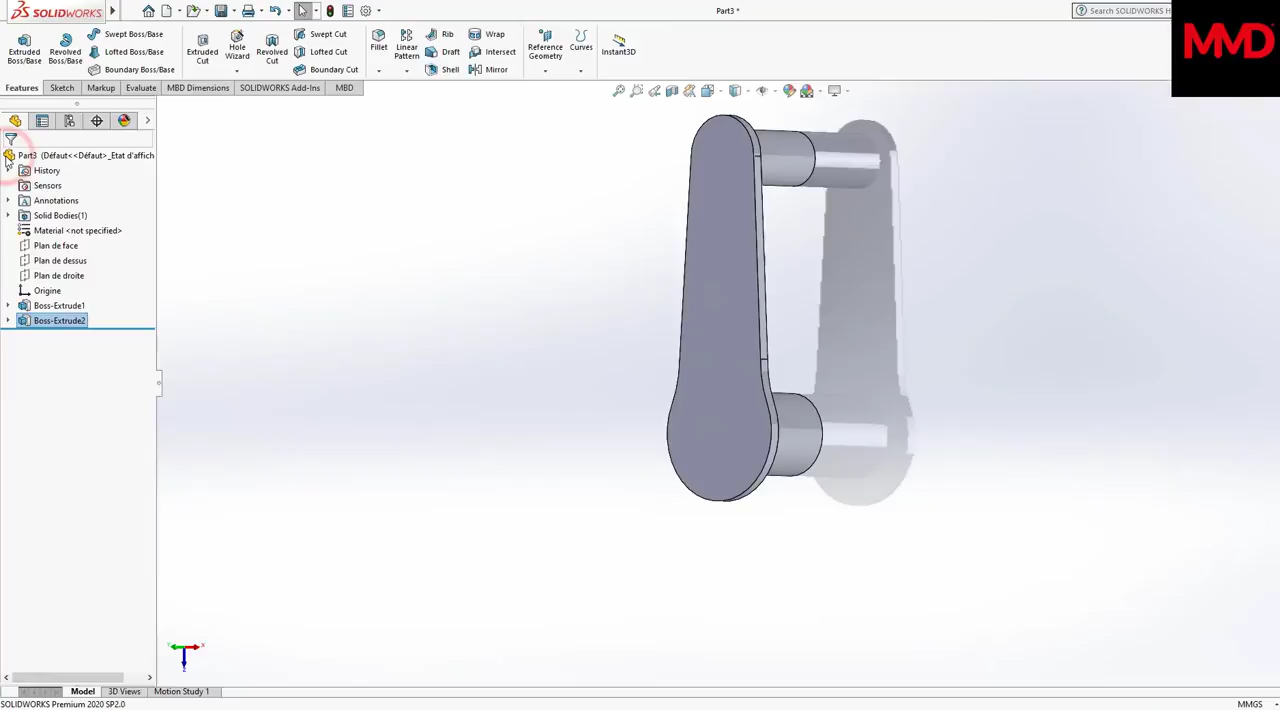 SOLIDWORKS
Part3 *
Search SOLIDWORKS H
MMD
Extruded Boss/Base
Revolved Boss/Base
Swept Boss/Base
Lofted Boss/Base
Boundary Boss/Base
Extruded Cut
Hole Wizard
Revolved Cut
Swept Cut
Lofted Cut
Boundary Cut
Fillet
Linear Pattern
Rib
Draft
Shell
Wrap
Intersect
Mirror
Reference Geometry
Curves
Instant3D
Features Sketch Markup Evaluate MBD Dimensions SOLIDWORKS Add-Ins MBD
Part3 (Défaut<<Défaut>_Etat d'affich
History
Sensors
Annotations
Solid Bodies(1)
Material <not specified>
Plan de face
Plan de dessus
Plan de droite
Origine
Boss-Extrude1
Boss-Extrude2
Y X
Z
Model 3D Views Motion Study 1
SOLIDWORKS Premium 2020 SP2.0
MMGS